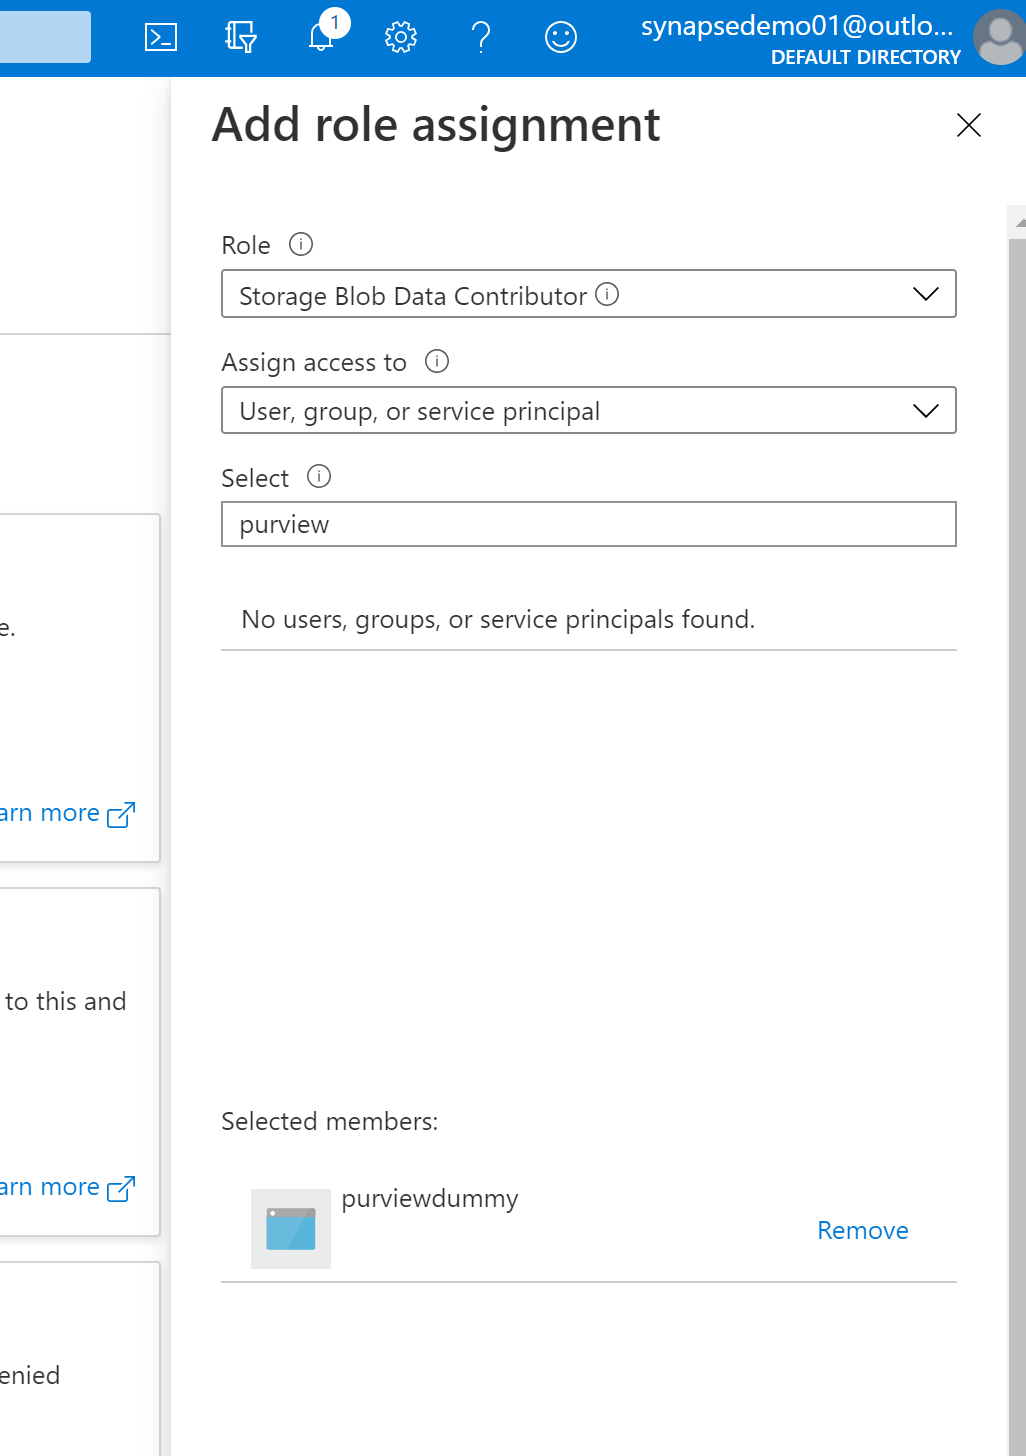 1
synapsedemo01@outlo...
DEFAULT DIRECTORY
Add role assignment
Role
Storage Blob Data Contributor
Assign access to
User, group, or service principal
Select
purview
No users, groups, or service principals found.
e.
arn more
to this and
arn more
enied
Selected members:
purviewdummy
Remove